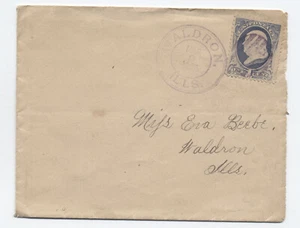 WALDRON,
ILLS.
Miss Eva Beebe.
Waldron
Ills.